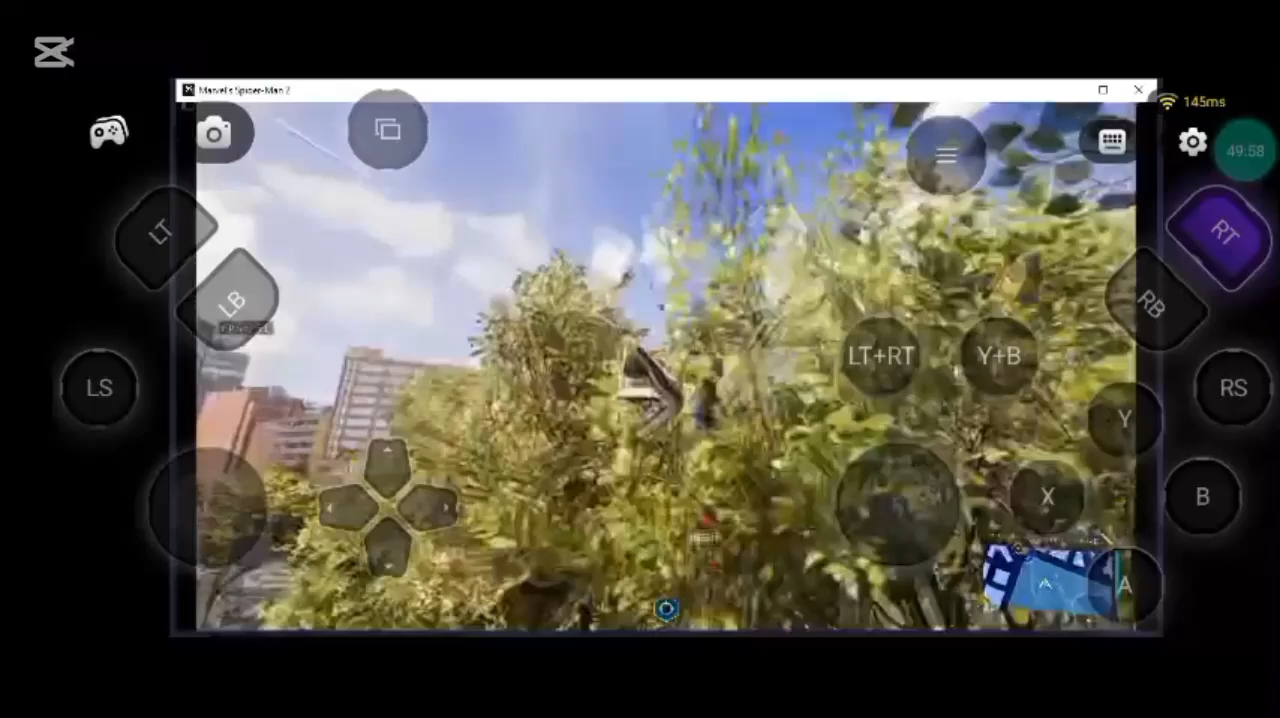 Marvel's Spider-Man 2
145ms
49:58
LT
RT
LB
RB
LT+RT
Y+B
LS
RS
Y
X
B
A